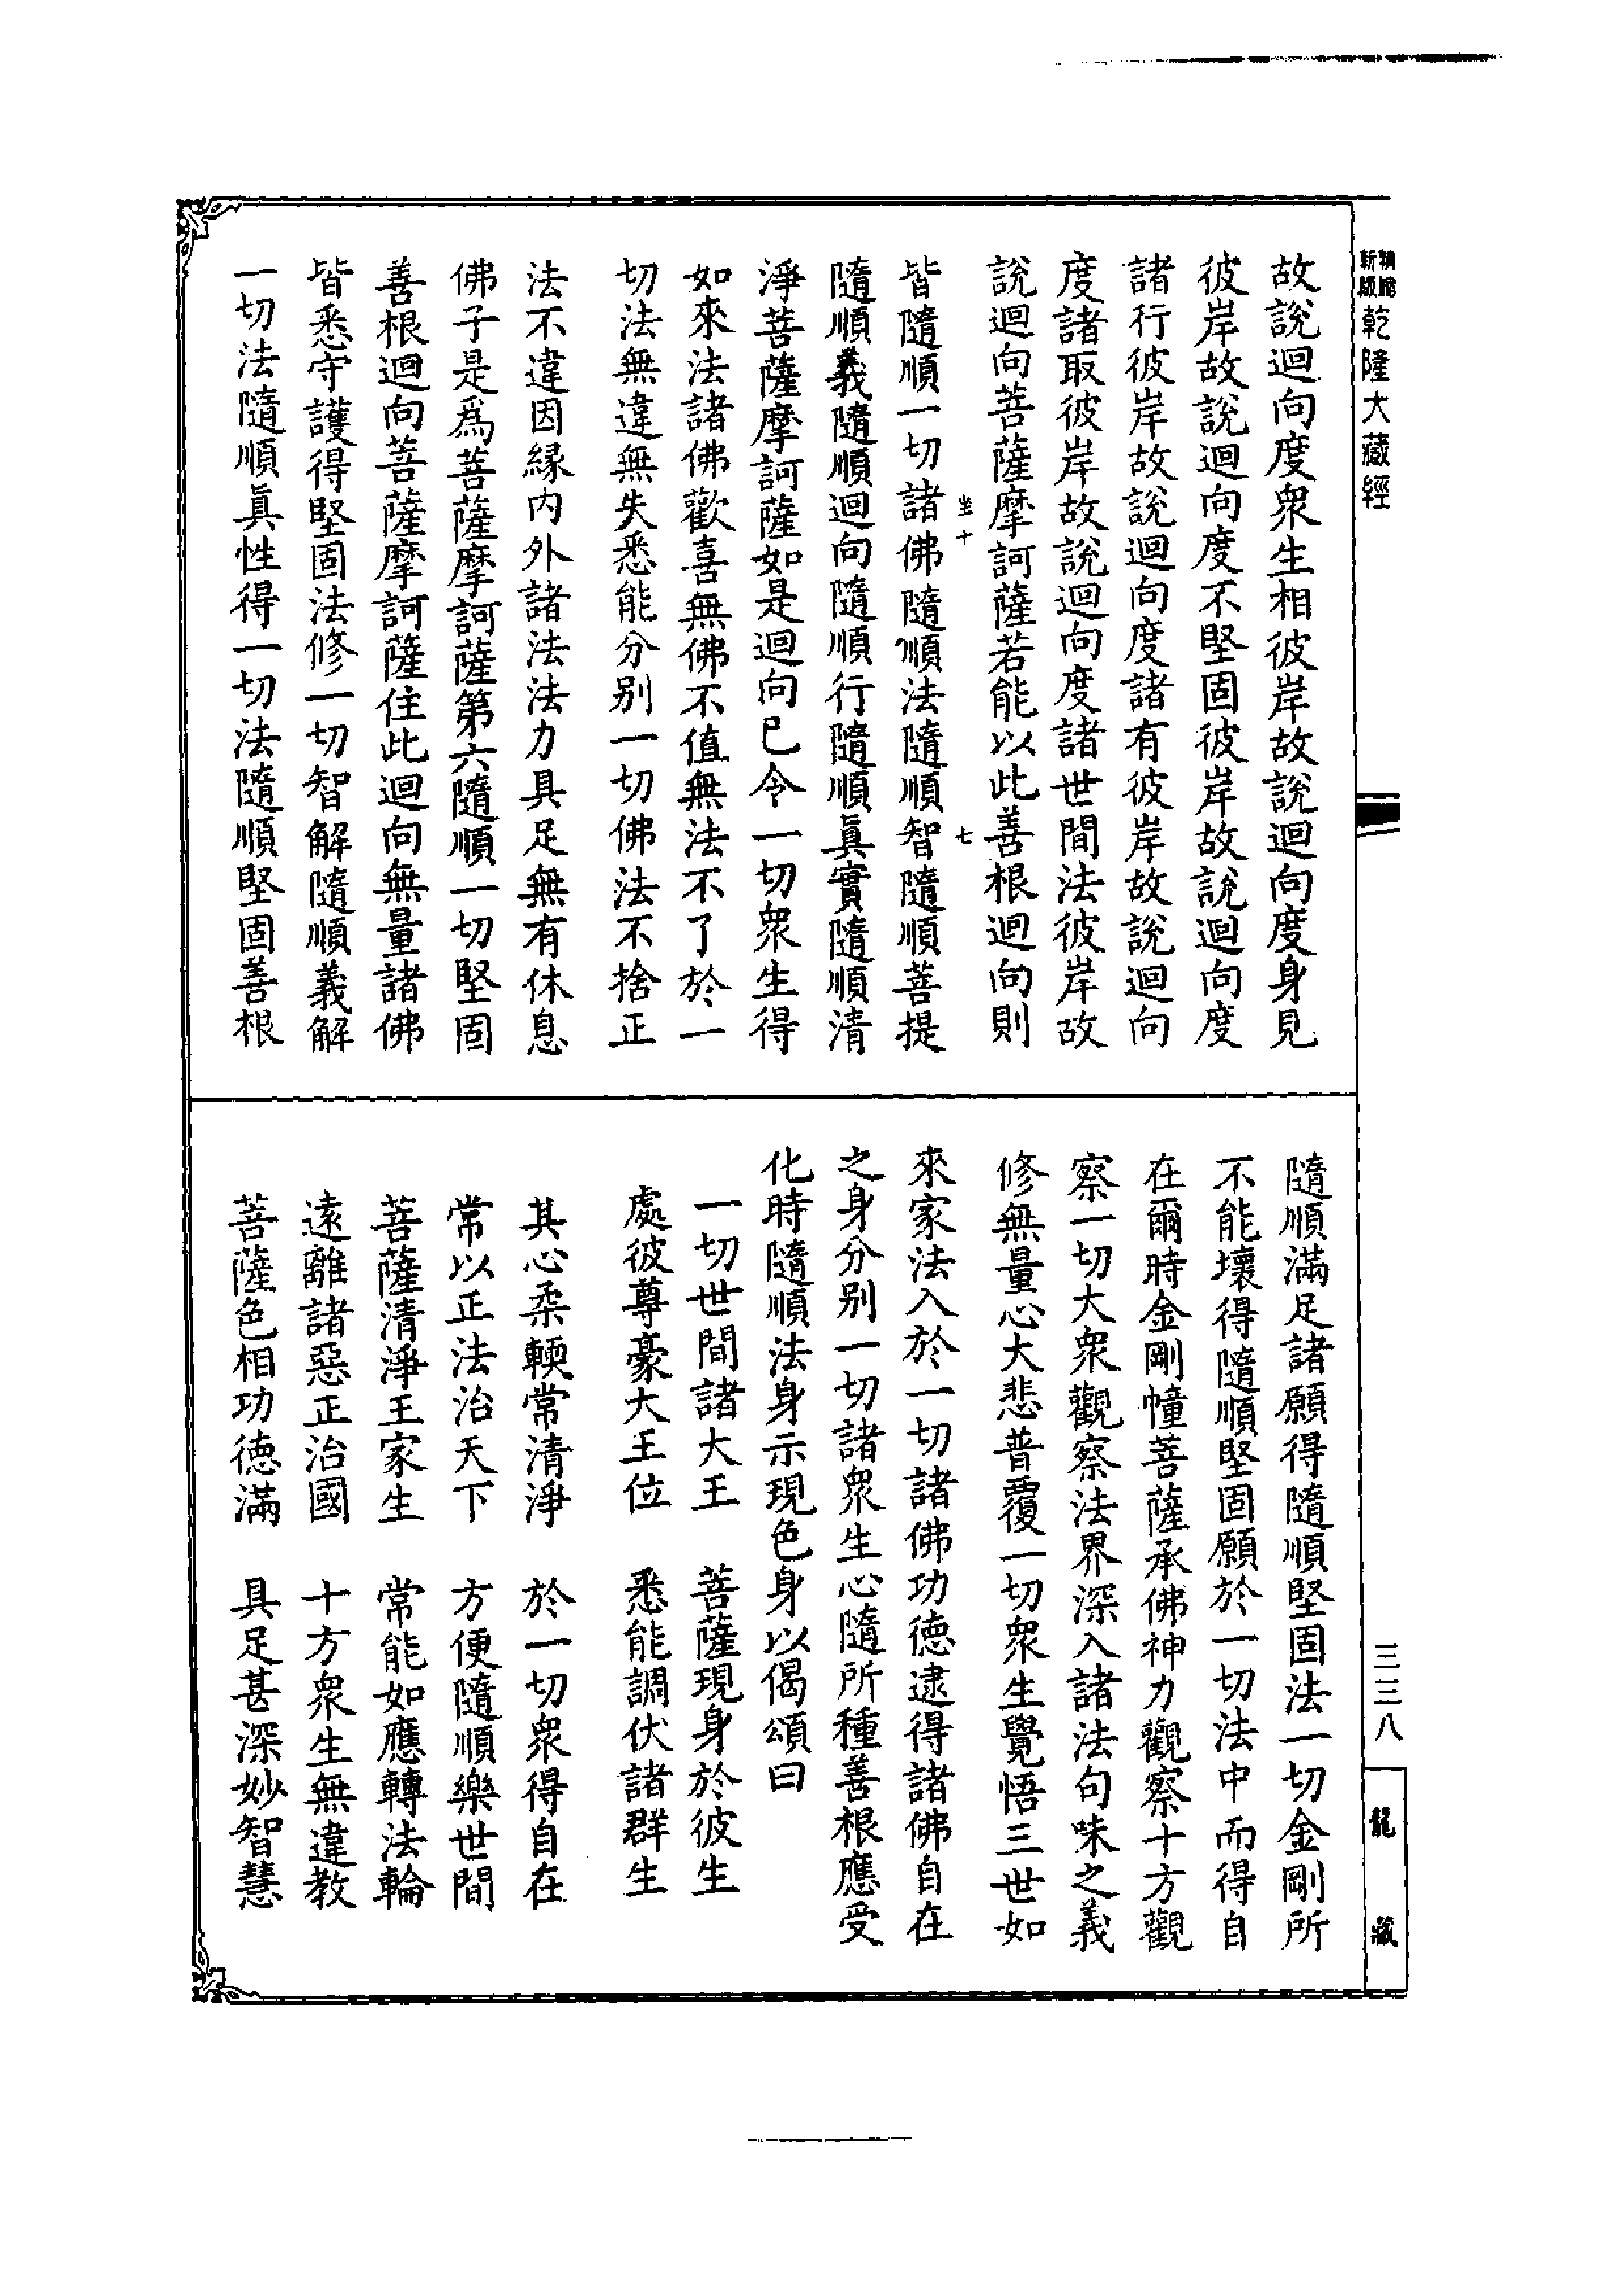 新版
乾隆大藏經
故說迴向度衆生相彼岸故說迴向度身見
彼岸故說迴向度不堅固彼岸故說迴向度
諸行彼岸故說迴向度諸有彼岸故說迴向
度諸取彼岸故說迴向度諸世間法彼岸故
說迴向菩薩摩訶薩若能以此善根迴向則
坐十
七
皆隨順一切諸佛隨順法隨順智隨順菩提
隨順義隨順迴向隨順行隨順眞實隨順清
淨菩薩摩訶薩如是迴向已令一切衆生得
如來法諸佛歡喜無佛不值無法不了於一
切法無違無失悉能分别一切佛法不捨正
法不違因緣内外諸法法力具足無有休息
佛子是爲菩薩摩訶薩第六隨順一切堅固
善根迴向菩薩摩訶薩住此迴向無量諸佛
皆悉守護得堅固法修一切智解隨順義解
一切法隨順眞性得一切法隨順堅固善根
隨順滿足諸願得隨順堅固法一切金剛所
不能壞得隨順堅固願於一切法中而得自
在爾時金剛幢菩薩承佛神力觀察十方觀
察一切大衆觀察法界深入諸法句味之義
修無量心大悲普覆一切衆生覺悟三世如
來家法入於一切諸佛功德逮得諸佛自在
之身分别一切諸衆生心隨所種善根應受
化時隨順法身示現色身以偈頌曰
一切世間諸大王　菩薩現身於彼生
處彼尊豪大王位　悉能調伏諸群生
其心柔輭常清淨　於一切衆得自在
常以正法治天下　方便隨順樂世間
菩薩清淨王家生　常能如應轉法輪
遠離諸惡正治國　十方衆生無違教
菩薩色相功德滿　具足甚深妙智慧
三三八
龍藏